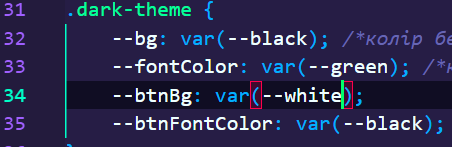 31 .dark-theme {
32 --bg: var(--black); /*колір
33 --fontColor: var(--green); /*
34 --btnBg: var(--white);
35 --btnFontColor: var(--black);